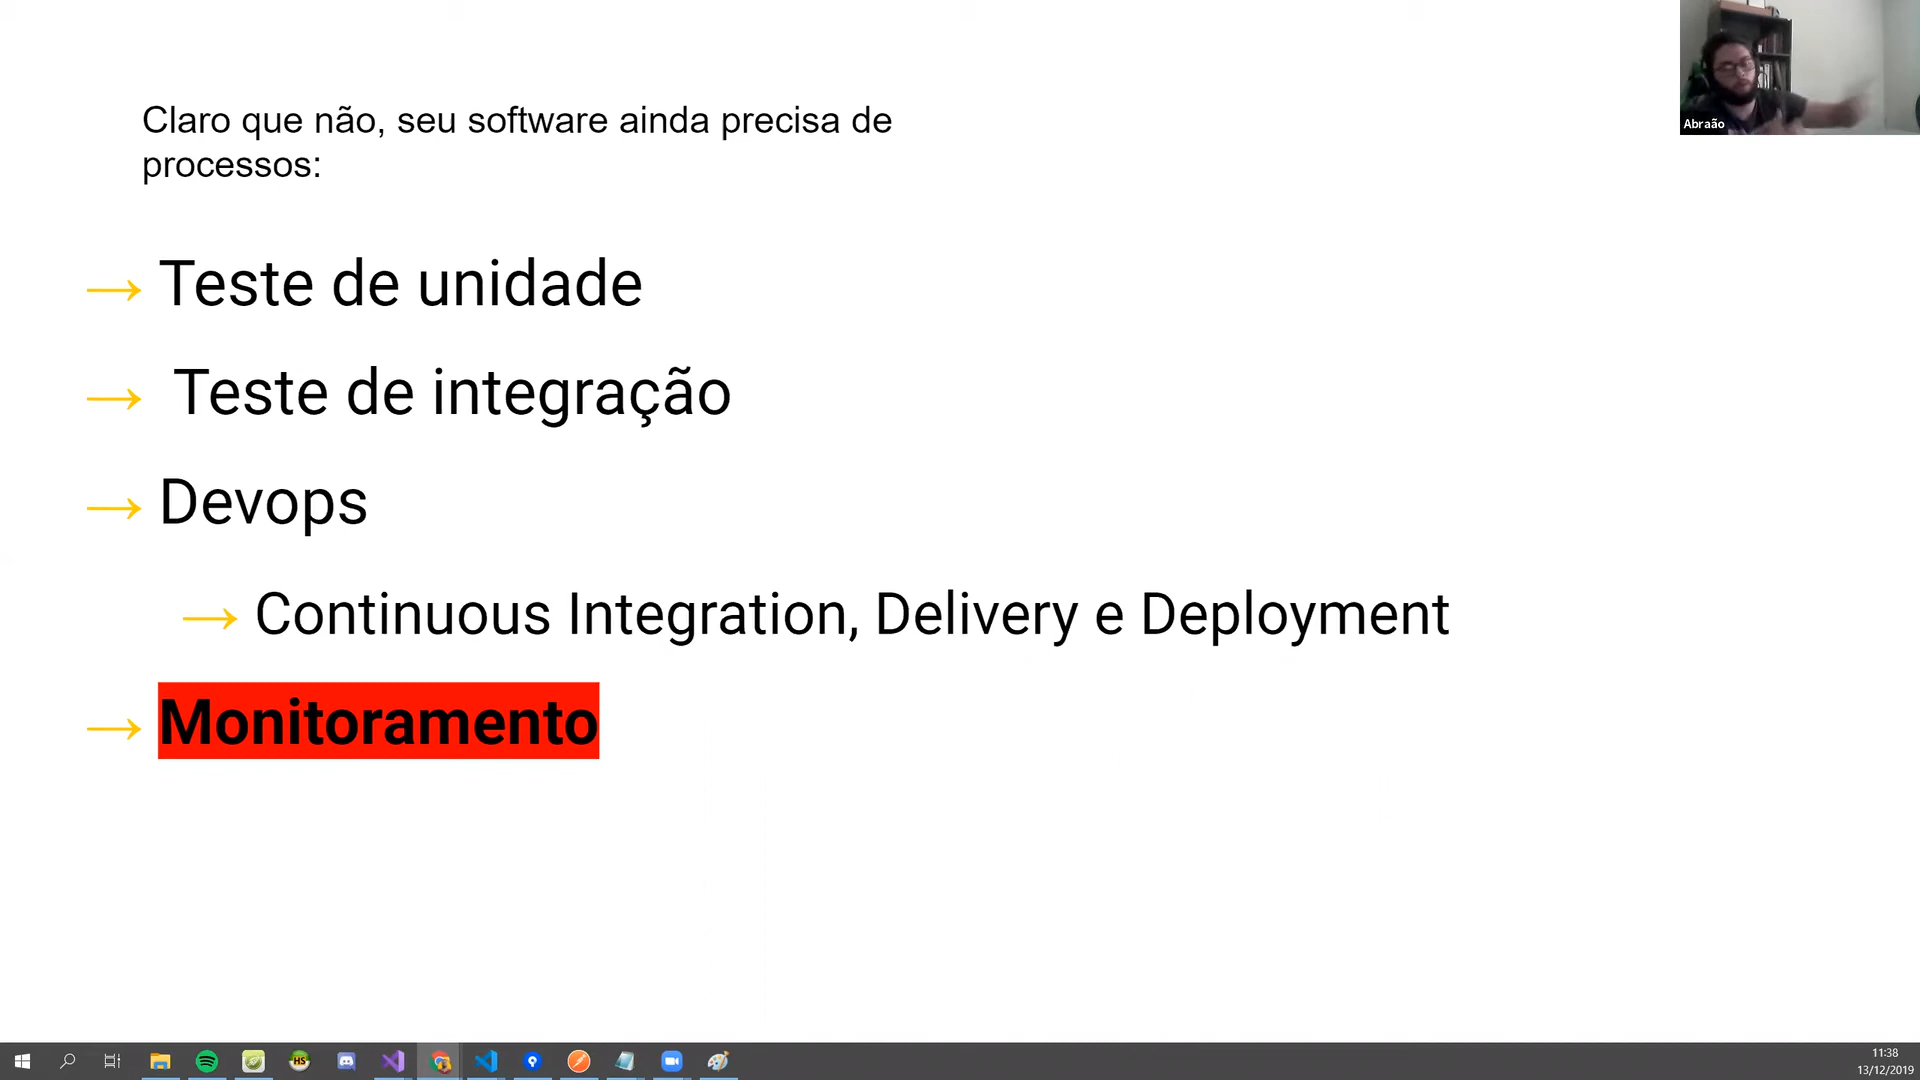 Abraão
Claro que não, seu software ainda precisa de
processos:
→ Teste de unidade
→ Teste de integração
→ Devops
→ Continuous Integration, Delivery e Deployment
→ Monitoramento
HS
11:38
13/12/2019